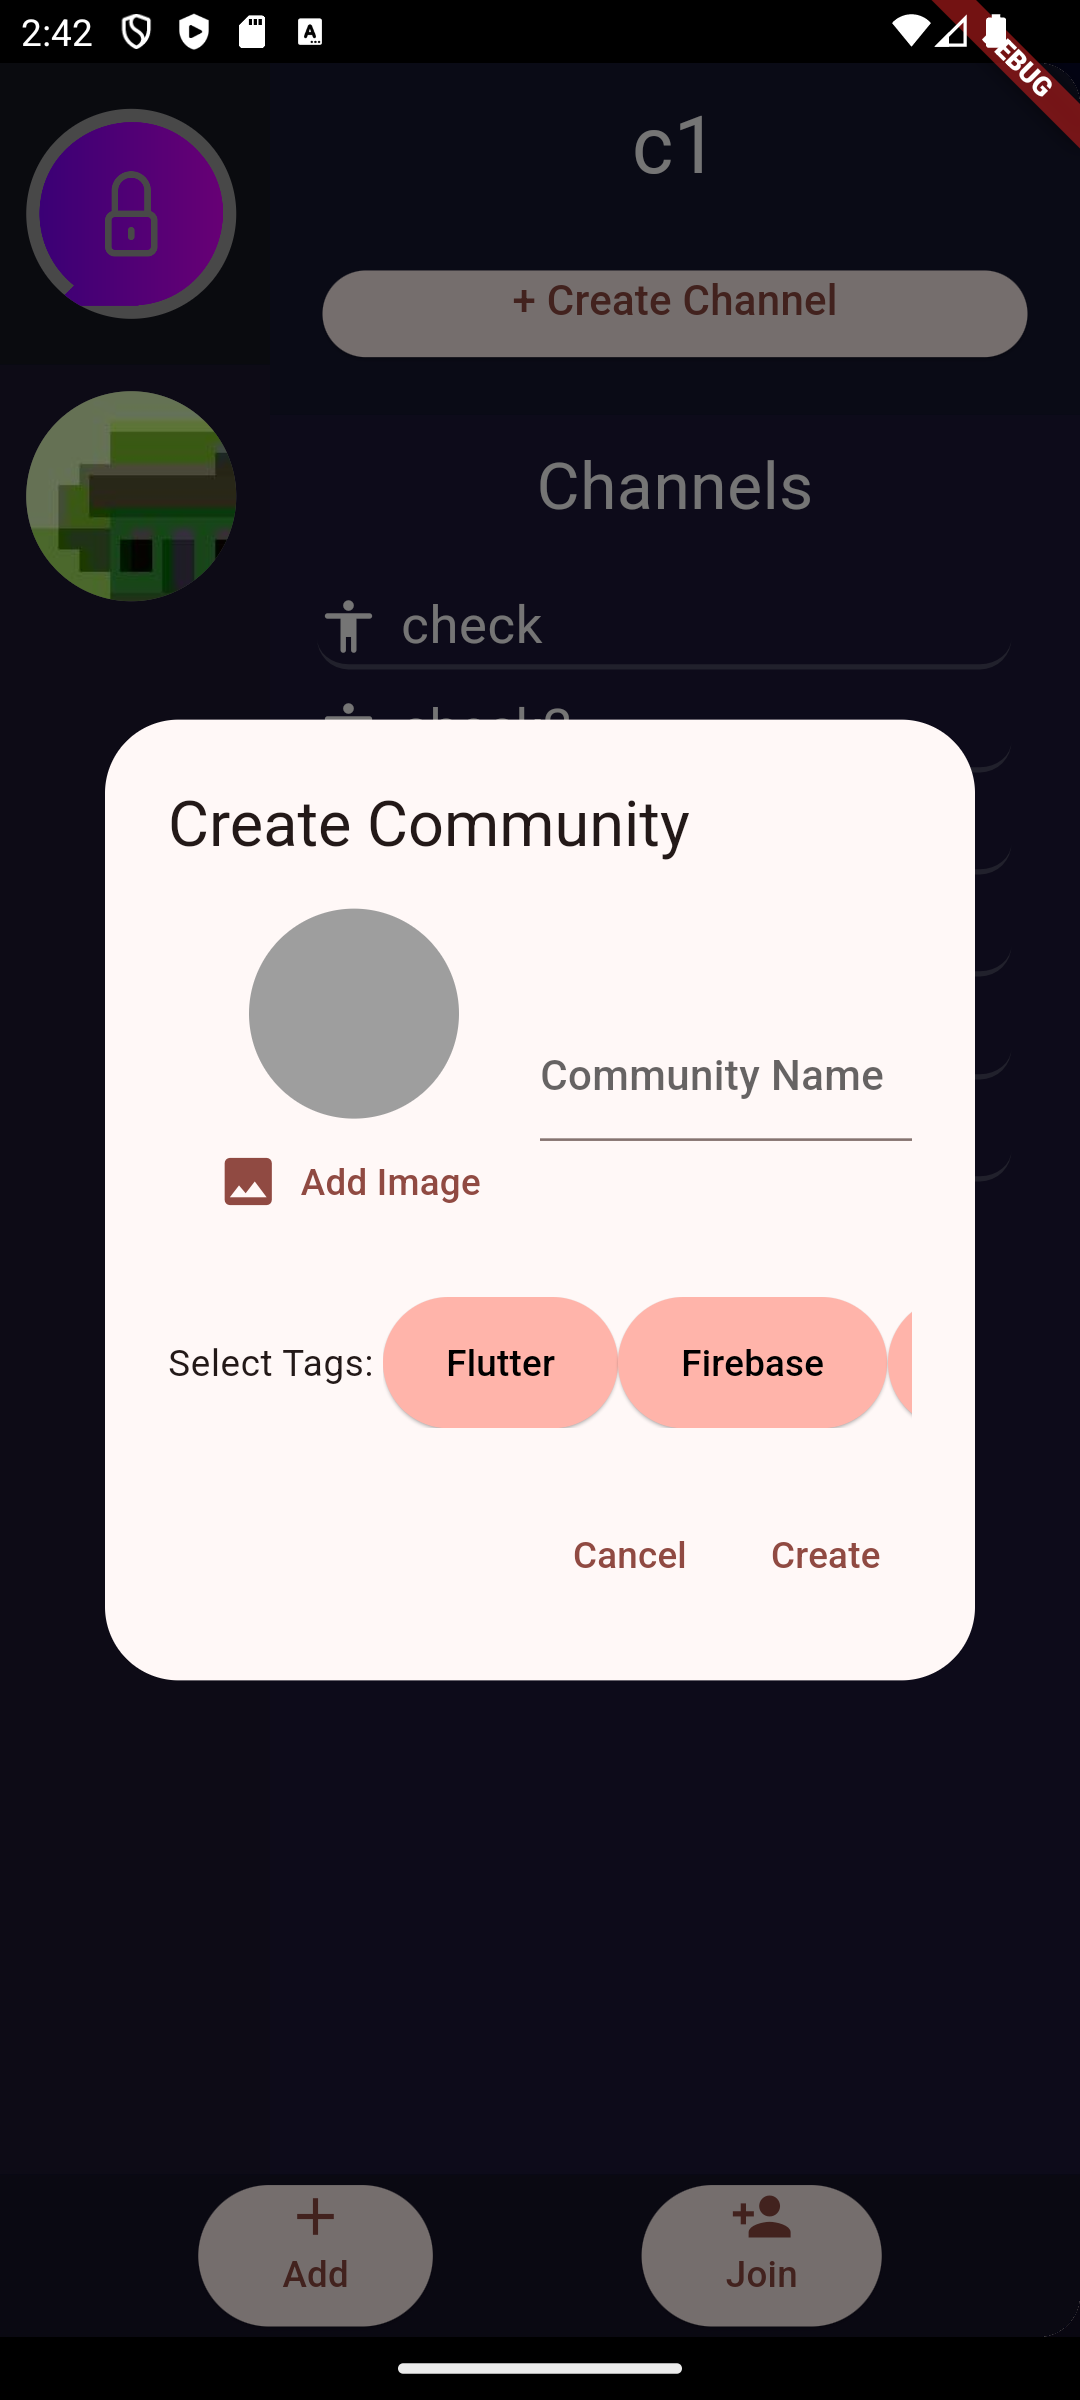 2:42
DEBUG
c1
+ Create Channel
Channels
check
Create Community
Community Name
Add Image
Select Tags: Flutter Firebase
Cancel Create
Add Join